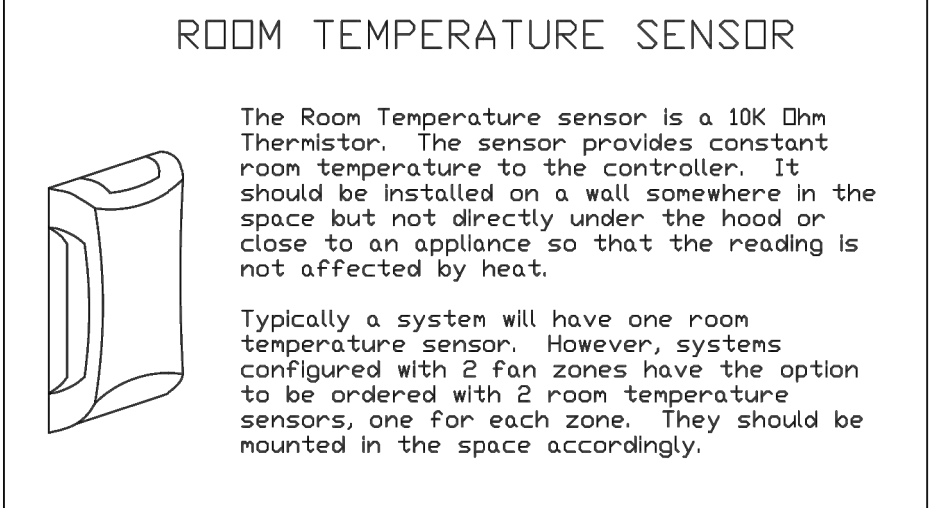 ROOM TEMPERATURE SENSOR
The Room Temperature sensor is a 10K Ohm
Thermistor. The sensor provides constant
room temperature to the controller. It
should be installed on a wall somewhere in the
space but not directly under the hood or
close to an appliance so that the reading is
not affected by heat.
Typically a system will have one room
temperature sensor. However, systems
configured with 2 fan zones have the option
to be ordered with 2 room temperature
sensors, one for each zone. They should be
mounted in the space accordingly.